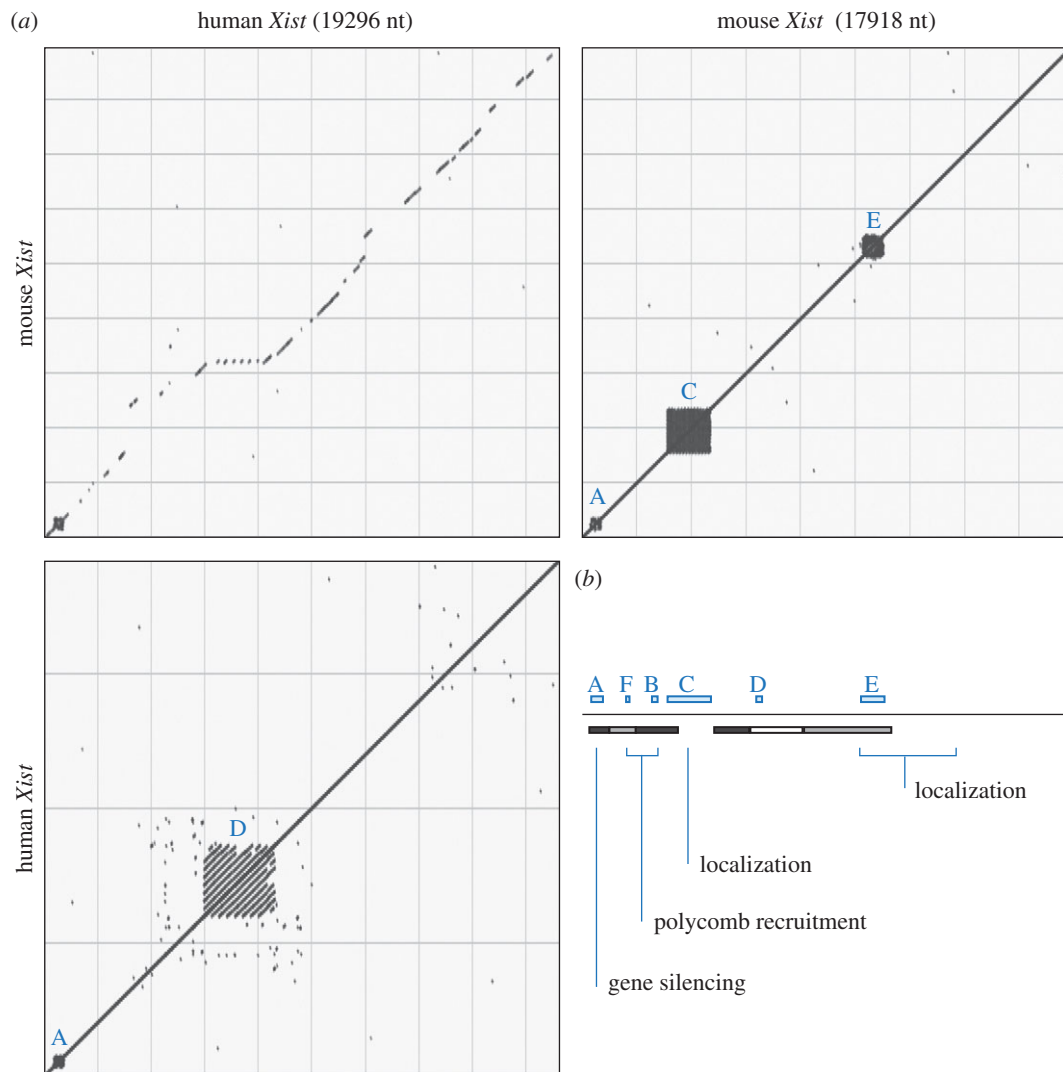 (a)
human Xist (19296 nt)
mouse Xist (17918 nt)
mouse Xist
E
C
A
human Xist
D
A
(b)
A F B C D E
localization
localization
polycomb recruitment
gene silencing